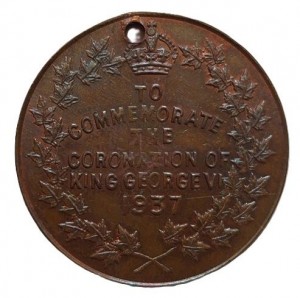 TO
COMMEMORATE
THE
CORONATION OF
KING GEORGE VI
1937